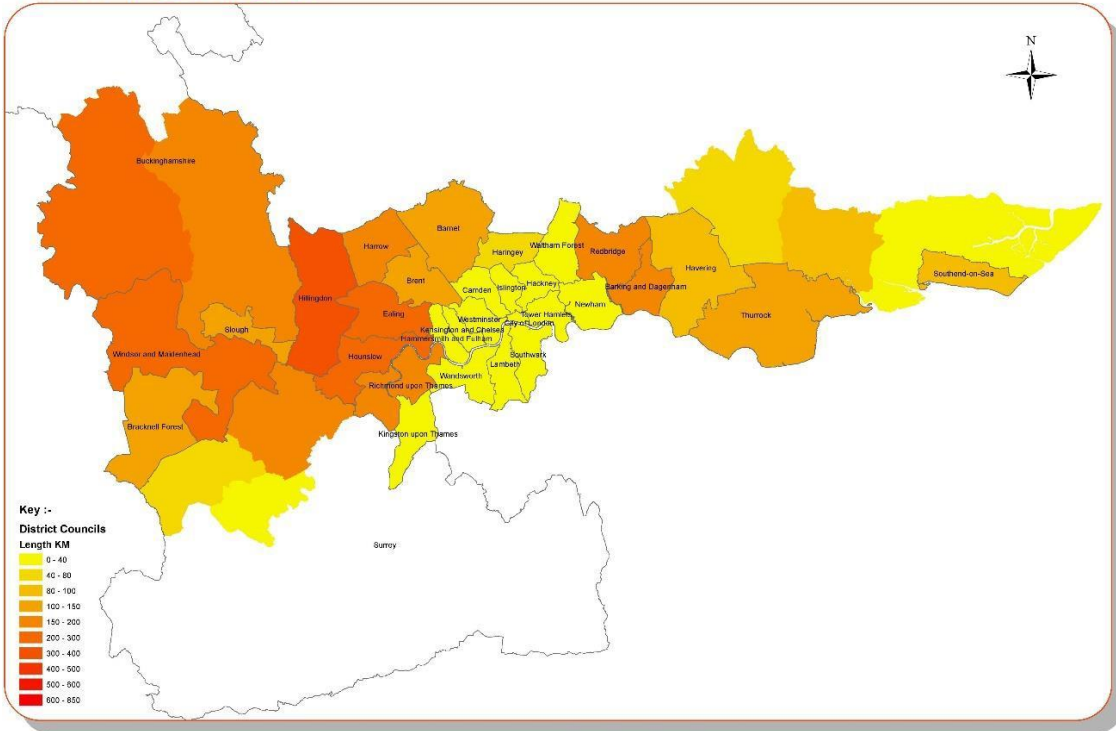 N
Buckinghamshire
Barnet
Harrow
Haringey
Waltham Forest
Redbridge
Havering
Southend-on-Sea
Brent
Camden
Islington
Hackney
Barking and Dagenham
Hillingdon
Newham
Ealing
Westminster
Tower Hamlets
City of London
Thurrock
Slough
Kensington and Chelsea
Hammersmith and Fulham
Windsor and Maidenhead
Hounslow
Southwark
Lambeth
Wandsworth
Richmond upon Thames
Bracknell Forest
Kingston upon Thames
Surrey
Key :-
District Councils
Length KM
0 - 40
40 - 80
80 - 100
100 - 150
150 - 200
200 - 300
300 - 400
400 - 500
500 - 600
600 - 850